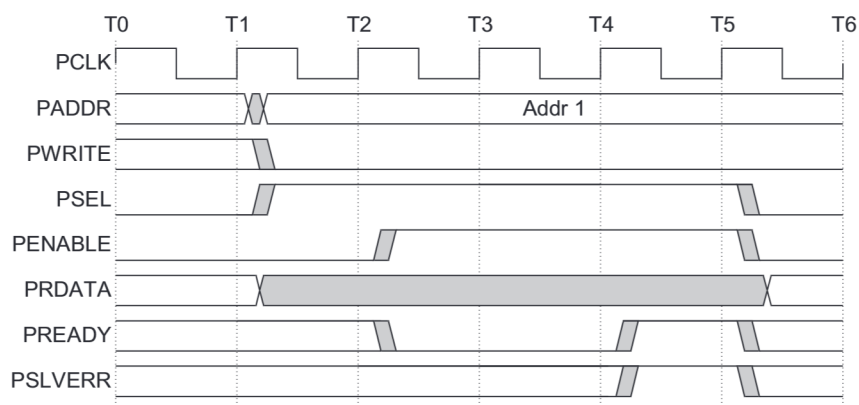 T0 T1 T2 T3 T4 T5 T6
PCLK
PADDR Addr 1
PWRITE
PSEL
PENABLE
PRDATA
PREADY
PSLVERR